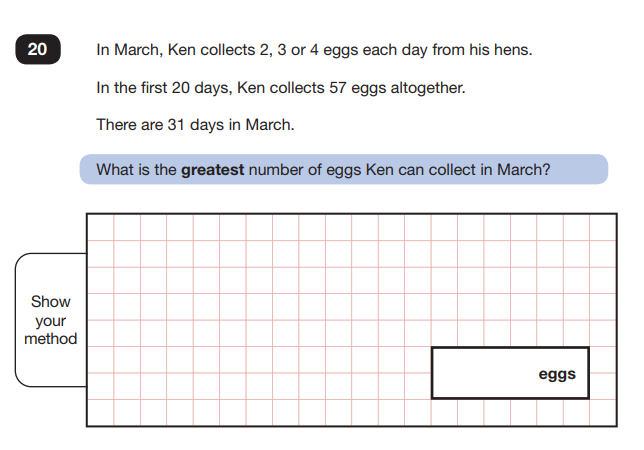 20
In March, Ken collects 2, 3 or 4 eggs each day from his hens.
In the first 20 days, Ken collects 57 eggs altogether.
There are 31 days in March.
What is the greatest number of eggs Ken can collect in March?
Show
your
method
eggs